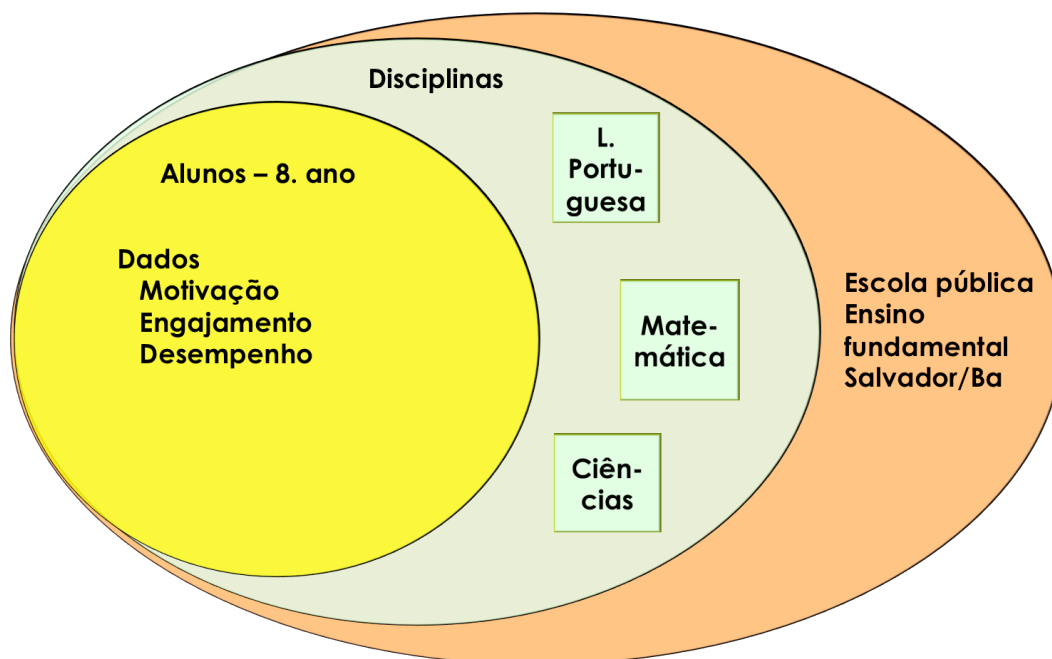 Disciplinas
L.
Portu-
guesa
Alunos – 8. ano
Dados
Motivação
Engajamento
Desempenho
Mate-
mática
Ciên-
cias
Escola pública
Ensino
fundamental
Salvador/Ba